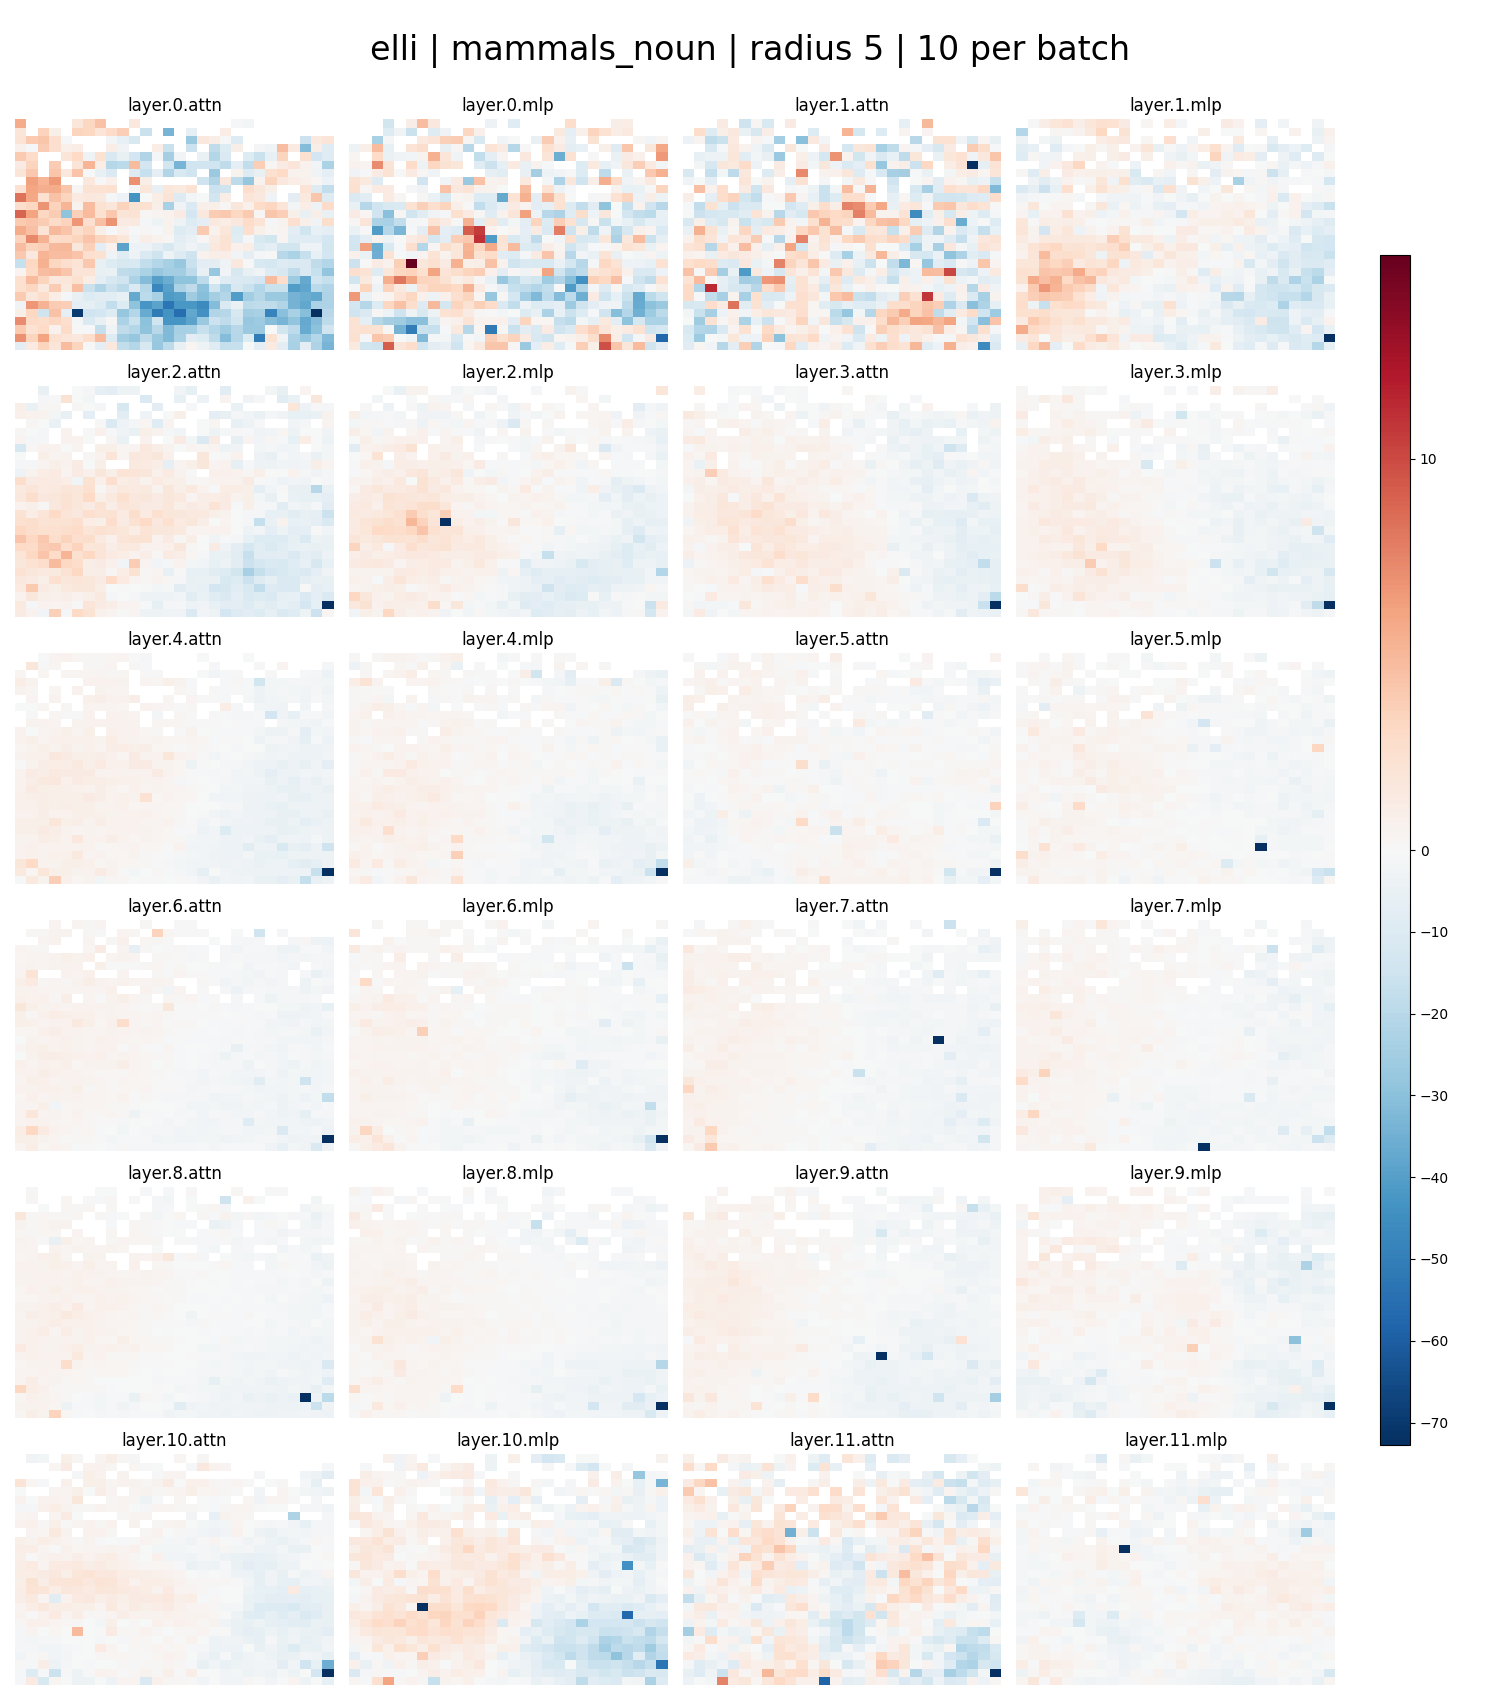 elli | mammals_noun | radius 5 | 10 per batch
layer.0.attn
layer.0.mlp
layer.1.attn
layer.1.mlp
layer.2.attn
layer.2.mlp
layer.3.attn
layer.3.mlp
layer.4.attn
layer.4.mlp
layer.5.attn
layer.5.mlp
layer.6.attn
layer.6.mlp
layer.7.attn
layer.7.mlp
layer.8.attn
layer.8.mlp
layer.9.attn
layer.9.mlp
layer.10.attn
layer.10.mlp
layer.11.attn
layer.11.mlp
10
0
−10
−20
−30
−40
−50
−60
−70